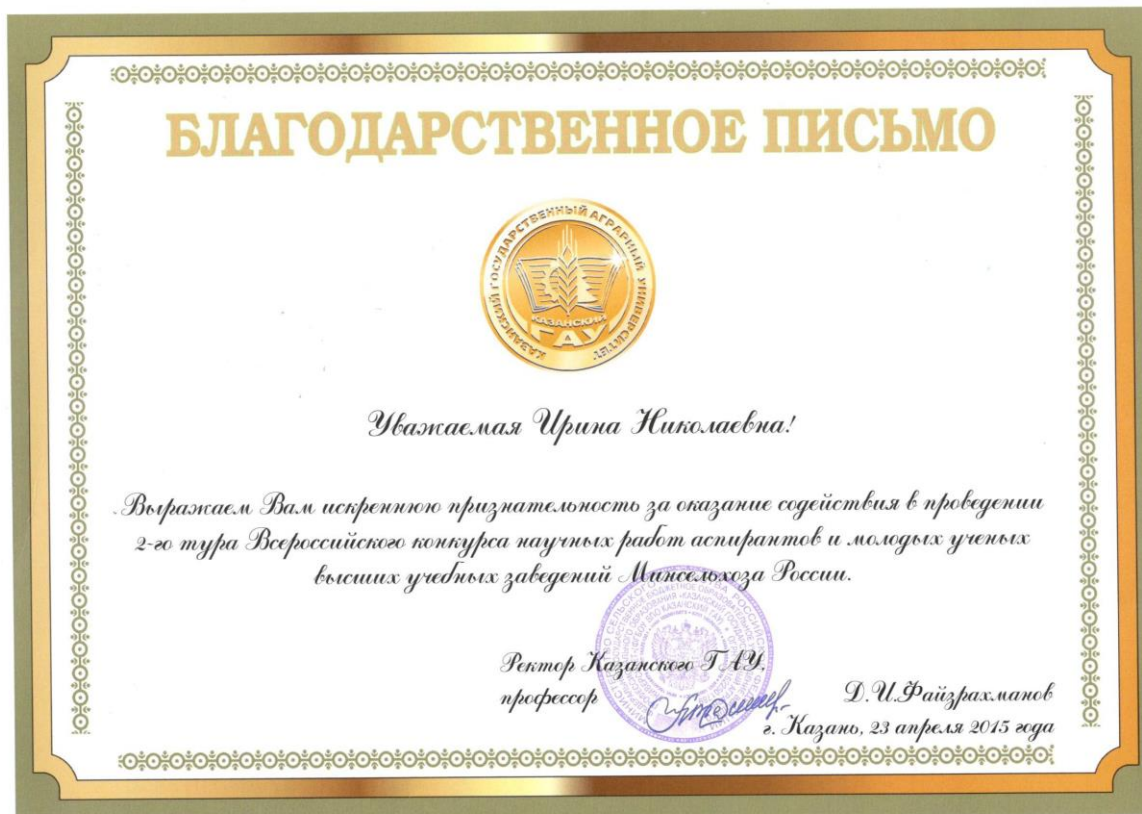 БЛАГОДАРСТВЕННОЕ ПИСЬМО
КАЗАНСКИЙ ГОСУДАРСТВЕННЫЙ АГРАРНЫЙ УНИВЕРСИТЕТ
КАЗАНСКИЙ
ГАУ
Уважаемая Ирина Николаевна!
Выражаем Вам искреннюю признательность за оказание содействия в проведении
2-го тура Всероссийского конкурса научных работ аспирантов и молодых ученых
высших учебных заведений Минсельхоза России.
Ректор Казанского ГАУ,
профессор Д.И.Файзрахманов
г. Казань, 23 апреля 2015 года